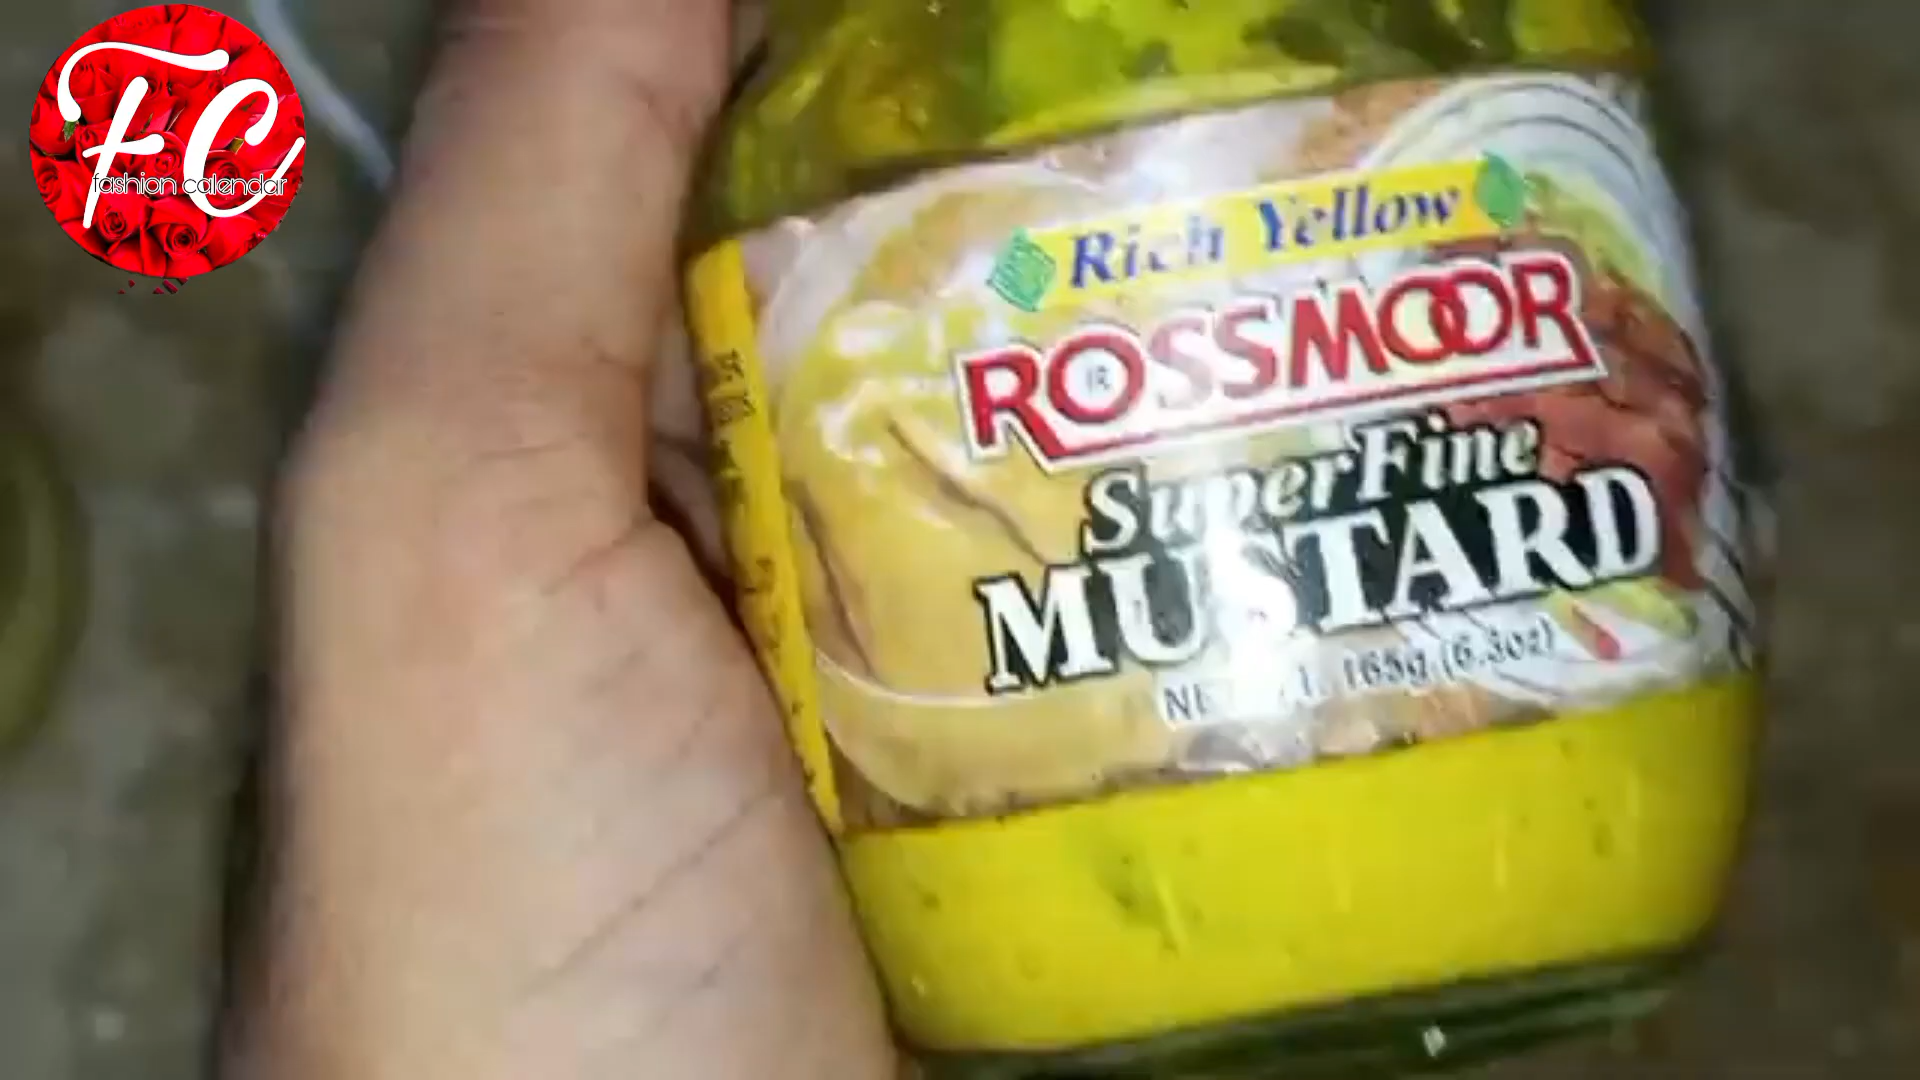 FC
fashion calendar
Rich Yellow
ROSSMOOR
SuperFine
MUSTARD
165g (6.3oz)